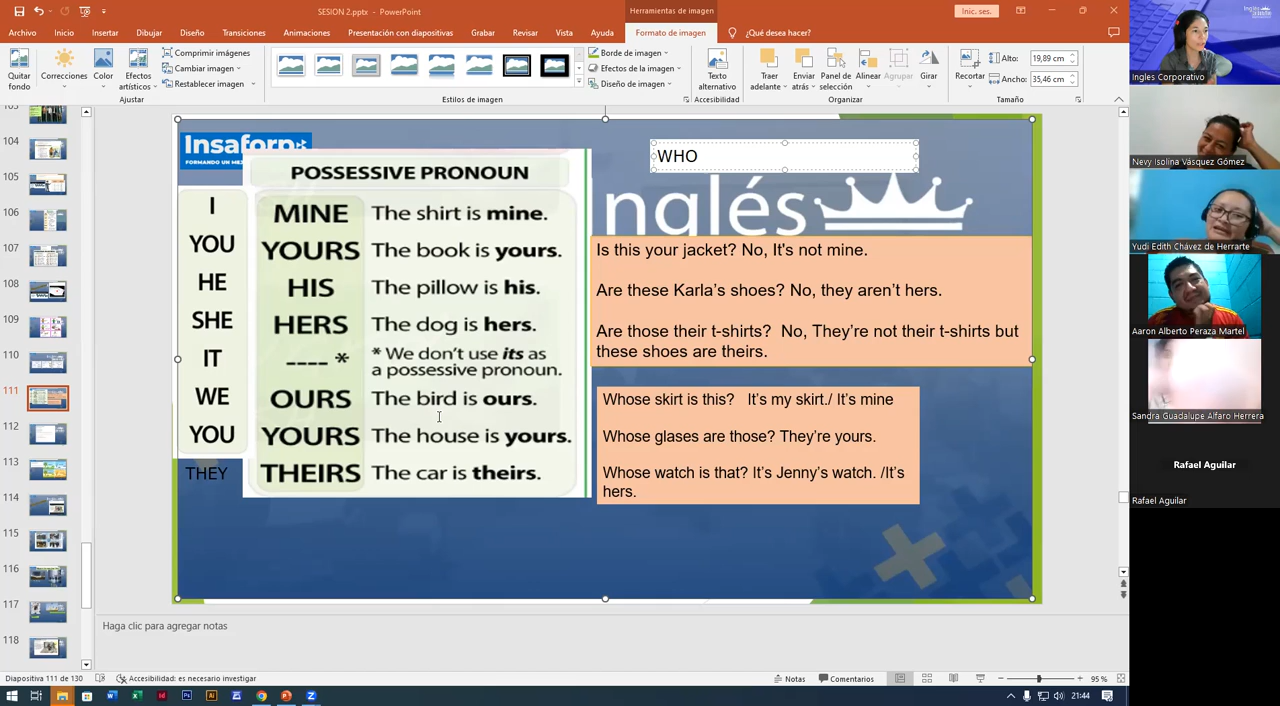 SESION 2.pptx - PowerPoint
Herramientas de imagen
Inic. ses.
Archivo Inicio Insertar Dibujar Diseño Transiciones Animaciones Presentación con diapositivas Grabar Revisar Vista Ayuda Formato de imagen ¿Qué desea hacer?
Quitar fondo
Correcciones
Color
Efectos artísticos
Comprimir imágenes
Cambiar imagen
Restablecer imagen
Ajustar
Estilos de imagen
Borde de imagen
Efectos de la imagen
Diseño de imagen
Texto alternativo
Accesibilidad
Traer adelante
Enviar atrás
Panel de selección
Alinear
Agrupar
Girar
Organizar
Recortar
Alto: 19,89 cm
Ancho: 35,46 cm
Tamaño
104
105
106
107
108
109
110
111
112
113
114
115
116
117
118
Insaforp
FORMANDO UN
WHO
Inglés
POSSESSIVE PRONOUN
I MINE The shirt is mine.
YOU YOURS The book is yours.
HE HIS The pillow is his.
SHE HERS The dog is hers.
IT ---- * * We don't use its as
a possessive pronoun.
WE OURS The bird is ours.
YOU YOURS The house is yours.
THEY THEIRS The car is theirs.
Is this your jacket? No, It's not mine.
Are these Karla's shoes? No, they aren't hers.
Are those their t-shirts? No, They're not their t-shirts but
these shoes are theirs.
Whose skirt is this? It's my skirt./ It's mine
Whose glases are those? They're yours.
Whose watch is that? It's Jenny's watch. /It's
hers.
Haga clic para agregar notas
Diapositiva 111 de 130
Accesibilidad: es necesario investigar
Notas
Comentarios
95 %
21:44
Ingles Corporativo
Nevy Isolina Vásquez Gómez
Yudi Edith Chávez de Herrarte
Aaron Alberto Peraza Martel
Sandra Guadalupe Alfaro Herrera
Rafael Aguilar
Rafael Aguilar